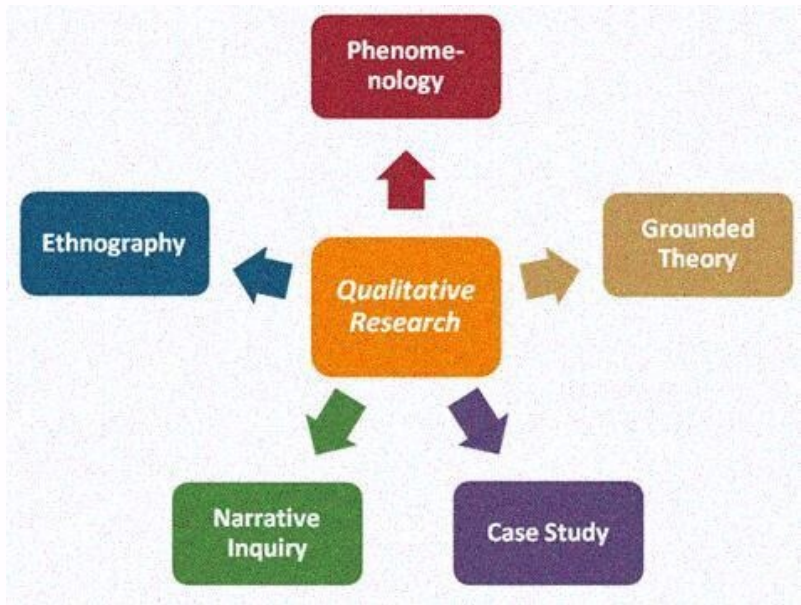 Phenome-
nology
Ethnography
Grounded
Theory
Qualitative
Research
Narrative
Inquiry
Case Study